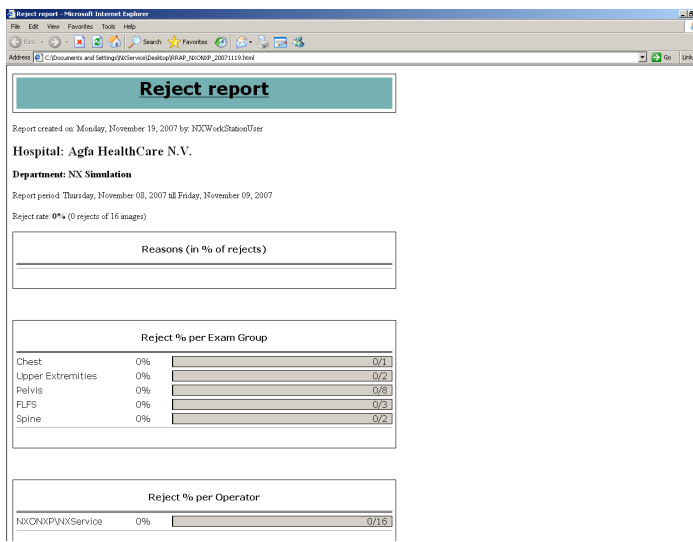 Reject report - Microsoft Internet Explorer
File Edit View Favorites Tools Help
Back Search Favorites
Address C:\Documents and Settings\NXService\Desktop\RRAP_NXONXP_20071119.html Go Link
Reject report
Report created on: Monday, November 19, 2007 by: NXWorkStationUser
Hospital: Agfa HealthCare N.V.
Department: NX Simulation
Report period: Thursday, November 08, 2007 till Friday, November 09, 2007
Reject rate: 0% (0 rejects of 16 images)
Reasons (in % of rejects)
Reject % per Exam Group
Chest 0% 0/1
Upper Extremities 0% 0/2
Pelvis 0% 0/8
FLFS 0% 0/3
Spine 0% 0/2
Reject % per Operator
NXONXP\NXService 0% 0/16